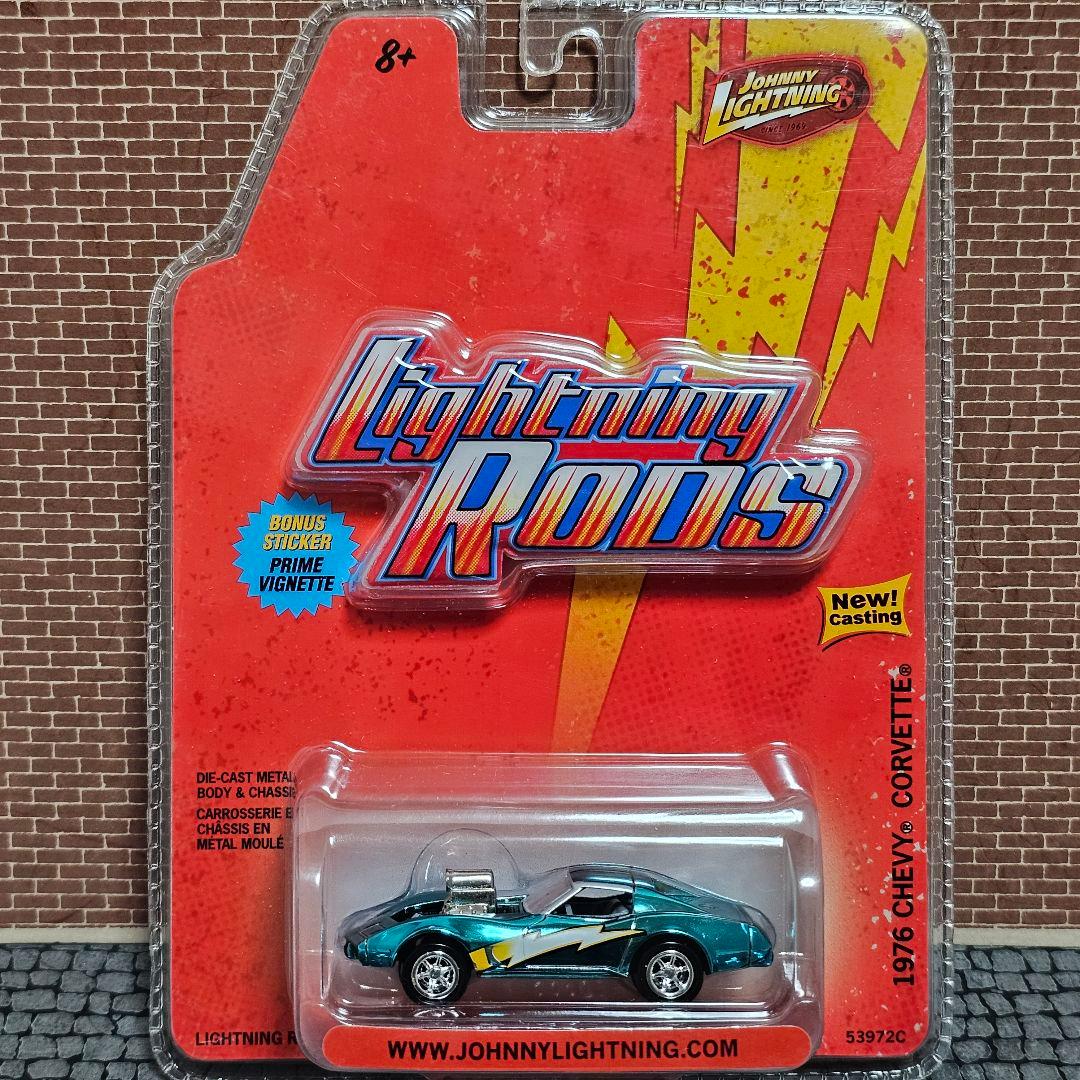 8+
JOHNNY
LIGHTNING
SINCE 1969
Lightning
Rods
BONUS
STICKER
PRIME
VIGNETTE
New!
Casting
1976 CHEVY® CORVETTE®
DIE-CAST METAL
BODY & CHASSIS
CARROSSERIE E
CHÂSSIS EN
MÉTAL MOULÉ
LIGHTNING R
WWW.JOHNNYLIGHTNING.COM
53972C